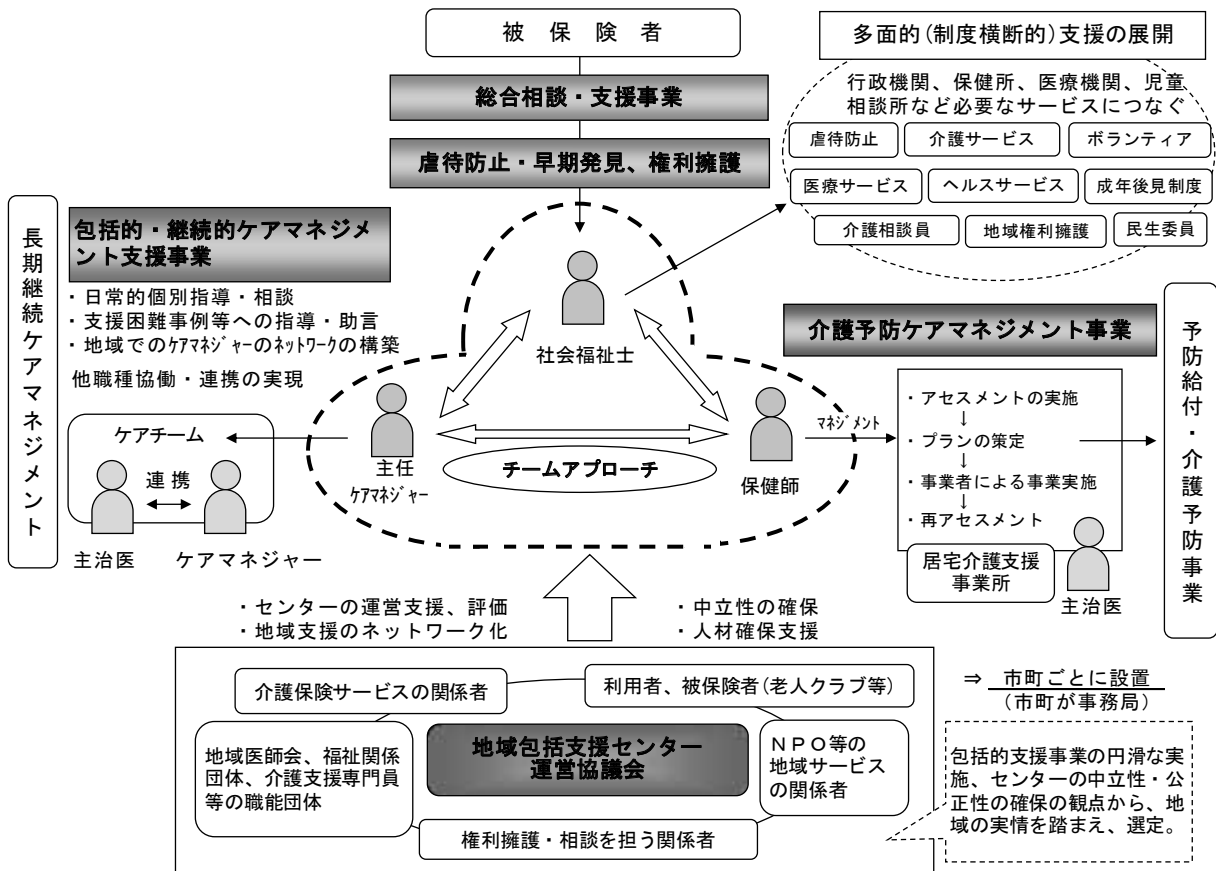 被保険者
総合相談・支援事業
虐待防止・早期発見、権利擁護
多面的(制度横断的)支援の展開
行政機関、保健所、医療機関、児童
相談所など必要なサービスにつなぐ
虐待防止
介護サービス
ボランティア
医療サービス
ヘルスサービス
成年後見制度
介護相談員
地域権利擁護
民生委員
長期継続ケアマネジメント
包括的・継続的ケアマネジメ
ント支援事業
・日常的個別指導・相談
・支援困難事例等への指導・助言
・地域でのｹｱﾏﾈｼﾞｬｰのネットワークの構築
他職種協働・連携の実現
ケアチーム
連携
主治医
ケアマネジャー
社会福祉士
主任
ｹｱﾏﾈｼﾞｬｰ
チームアプローチ
保健師
ﾏﾈｼﾞﾒﾝﾄ
介護予防ケアマネジメント事業
・アセスメントの実施
↓
・プランの策定
↓
・事業者による事業実施
↓
・再アセスメント
居宅介護支援
事業所
主治医
予防給付・介護予防事業
・センターの運営支援、評価
・地域支援のネットワーク化
・中立性の確保
・人材確保支援
介護保険サービスの関係者
利用者、被保険者(老人クラブ等)
地域医師会、福祉関係
団体、介護支援専門員
等の職能団体
地域包括支援センター
運営協議会
ＮＰＯ等の
地域サービス
の関係者
権利擁護・相談を担う関係者
⇒ 市町ごとに設置
(市町が事務局)
包括的支援事業の円滑な実
施、センターの中立性・公
正性の確保の観点から、地
域の実情を踏まえ、選定。